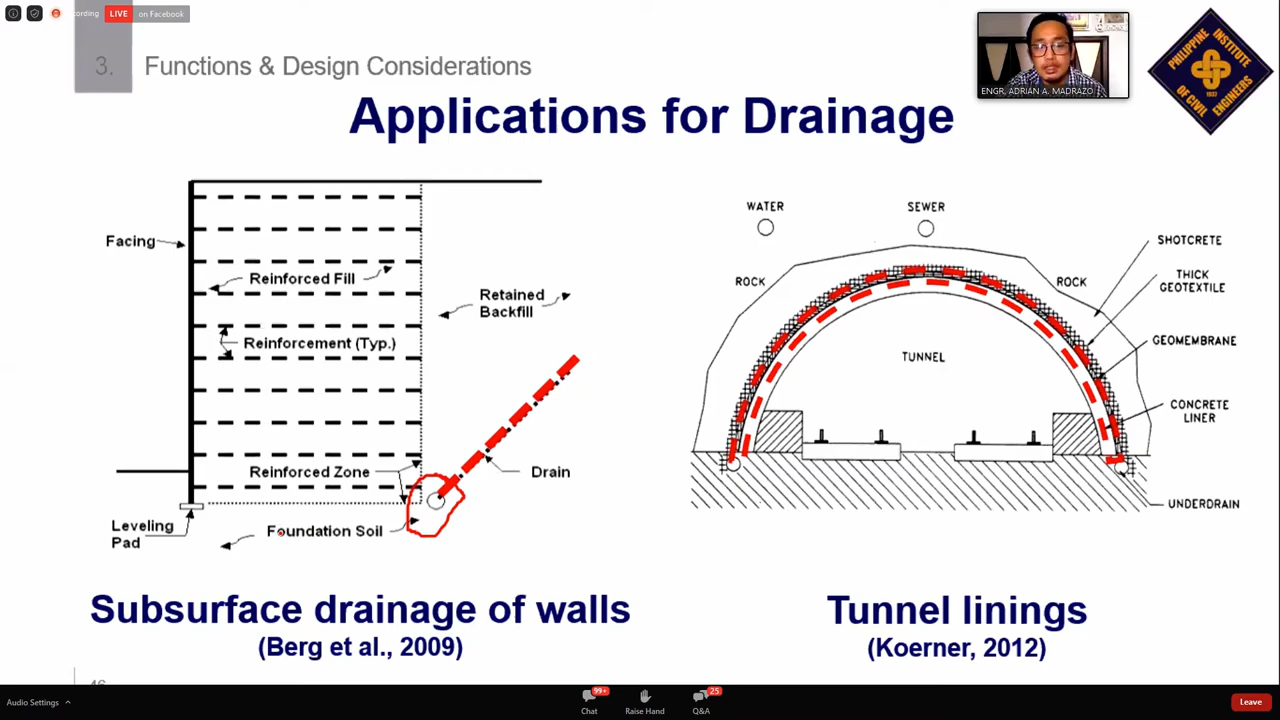 cording LIVE on Facebook
3. Functions & Design Considerations
Applications for Drainage
ENGR. ADRIAN A. MADRAZO
PHILIPPINE
INSTITUTE
OF CIVIL
ENGINEERS
1937
Facing
Reinforced Fill
Retained
Backfill
Reinforcement (Typ.)
Reinforced Zone
Drain
Leveling
Pad
Foundation Soil
Subsurface drainage of walls
(Berg et al., 2009)
WATER
SEWER
SHOTCRETE
ROCK
ROCK
THICK
GEOTEXTILE
GEOMEMBRANE
TUNNEL
CONCRETE
LINER
UNDERDRAIN
Tunnel linings
(Koerner, 2012)
Audio Settings
99+
Chat
Raise Hand
25
Q&A
Leave